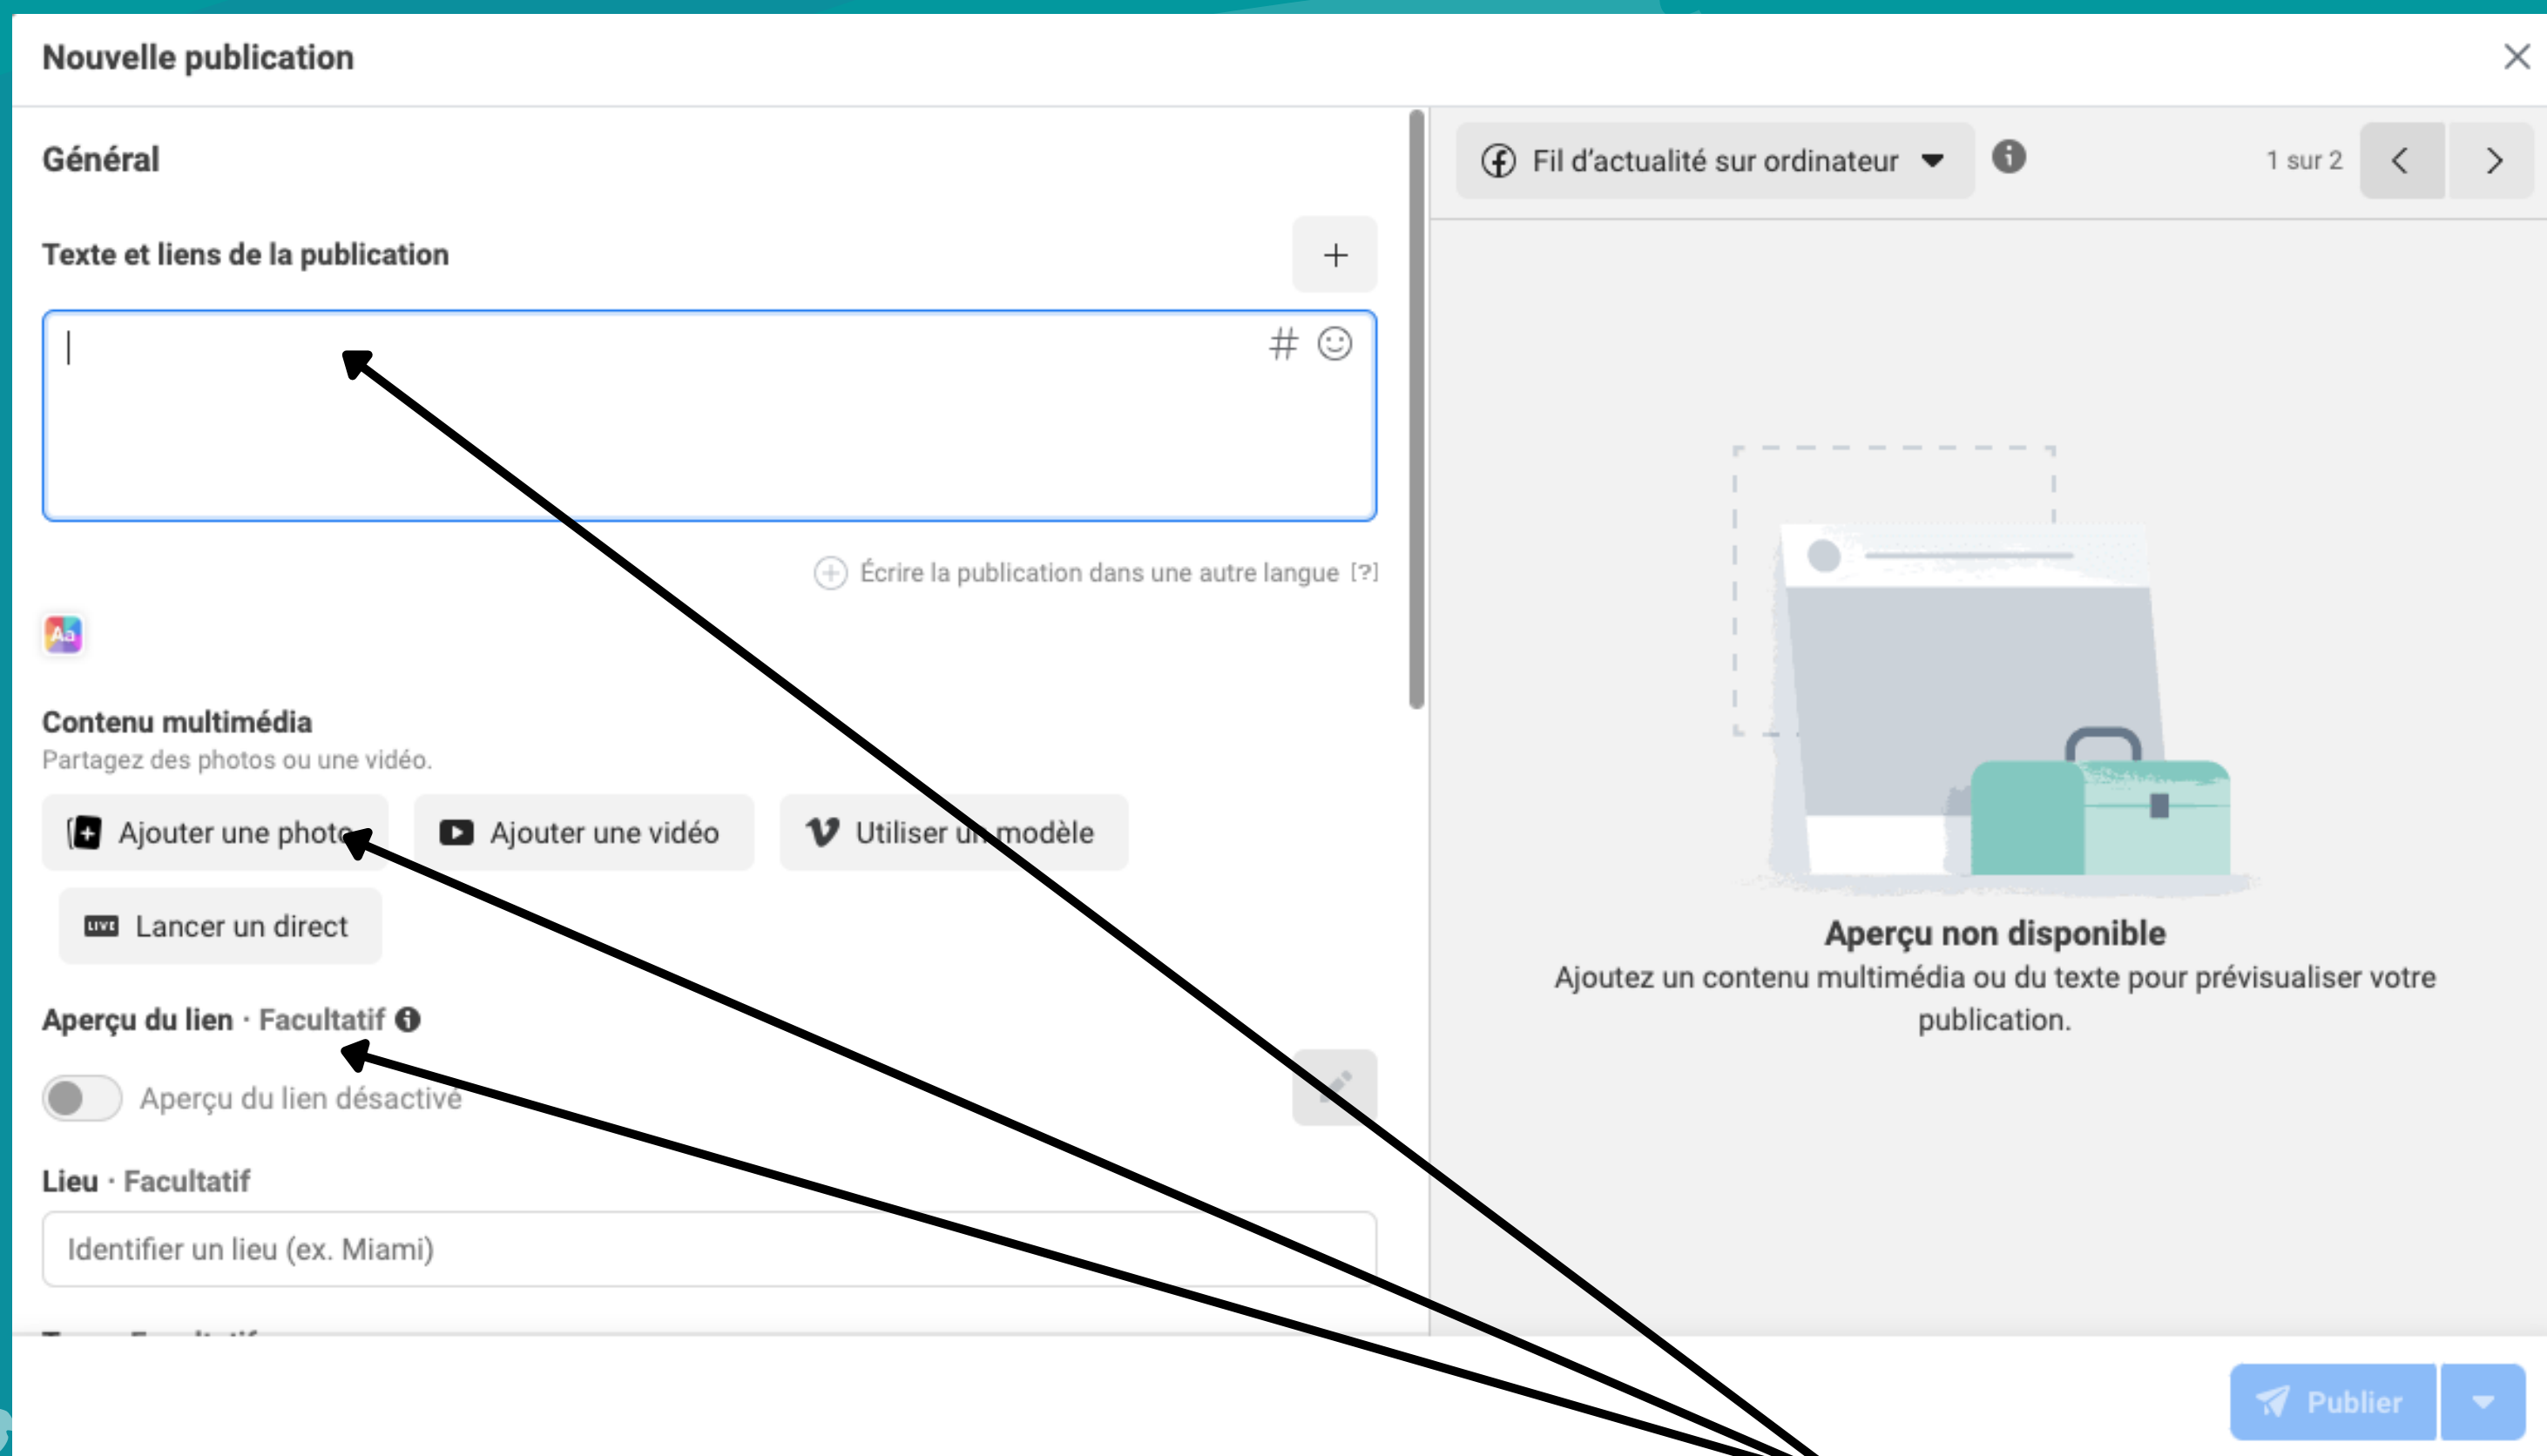 Nouvelle publication
Général
Texte et liens de la publication
#
Écrire la publication dans une autre langue [?]
Aa
Contenu multimédia
Partagez des photos ou une vidéo.
Ajouter une photo
Ajouter une vidéo
Utiliser un modèle
LIVE Lancer un direct
Aperçu du lien · Facultatif
Aperçu du lien désactivé
Lieu · Facultatif
Identifier un lieu (ex. Miami)
Fil d’actualité sur ordinateur
1 sur 2
Aperçu non disponible
Ajoutez un contenu multimédia ou du texte pour prévisualiser votre
publication.
Publier